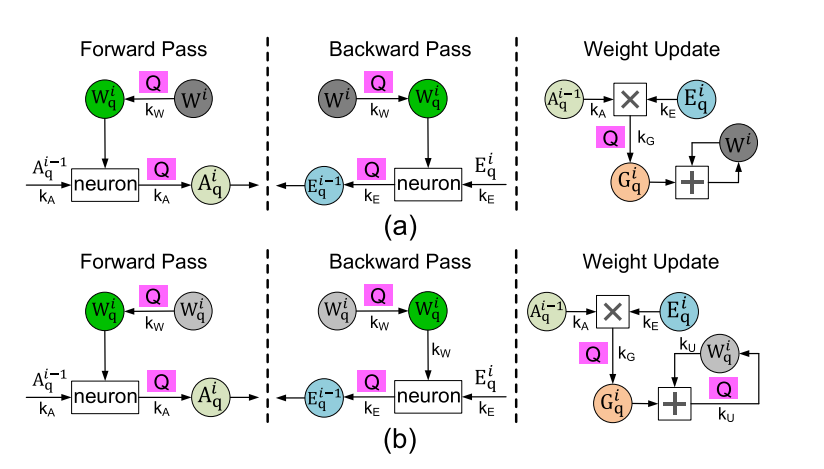 Forward Pass
Backward Pass
Weight Update
W_q^i Q k_W W^i
W^i Q k_W W_q^i
A_q^{i-1} k_A × k_E E_q^i
Q k_G
W^i
A_q^{i-1} k_A neuron Q k_A A_q^i
E_q^{i-1} Q k_E neuron E_q^i k_E
G_q^i +
(a)
Forward Pass
Backward Pass
Weight Update
W_q^i Q k_W W_q^i
W_q^i Q k_W W_q^i
k_W
A_q^{i-1} k_A × k_E E_q^i
Q k_G
k_U W_q^i
A_q^{i-1} k_A neuron Q k_A A_q^i
E_q^{i-1} Q k_E neuron E_q^i k_E
G_q^i + Q k_U
(b)